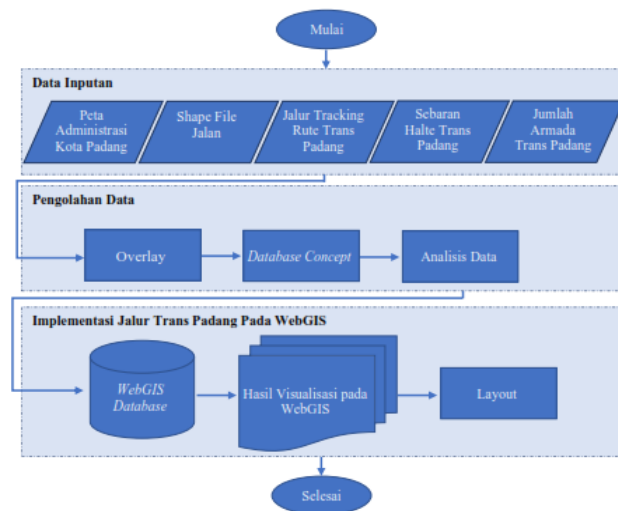 Mulai
Data Inputan
Peta
Administrasi
Kota Padang
Shape File
Jalan
Jalur Tracking
Rute Trans
Padang
Sebaran
Halte Trans
Padang
Jumlah
Armada
Trans Padang
Pengolahan Data
Overlay
Database Concept
Analisis Data
Implementasi Jalur Trans Padang Pada WebGIS
WebGIS
Database
Hasil Visualisasi pada
WebGIS
Layout
Selesai